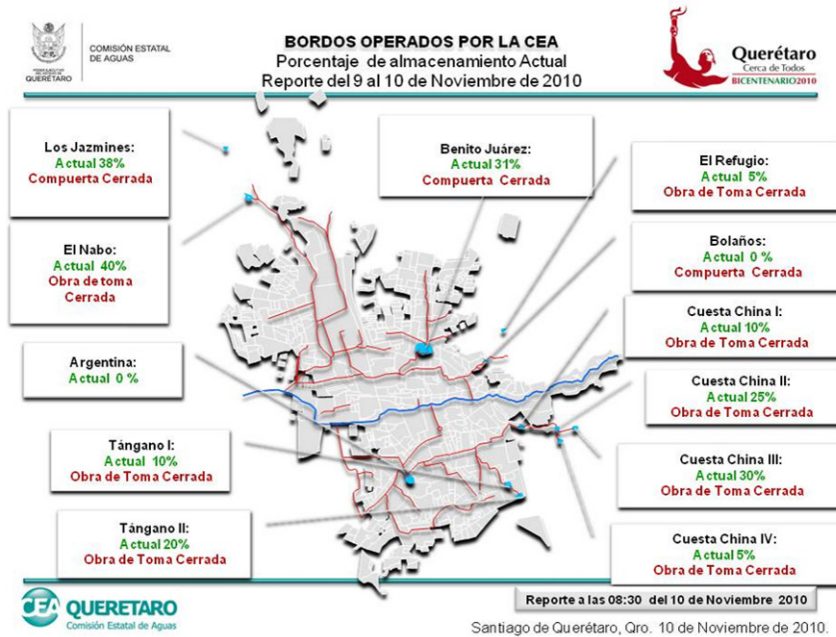 PODER EJECUTIVO
DEL ESTADO DE
QUERÉTARO
COMISIÓN ESTATAL
DE AGUAS
BORDOS OPERADOS POR LA CEA
Porcentaje de almacenamiento Actual
Reporte del 9 al 10 de Noviembre de 2010
Querétaro
Cerca de Todos
BICENTENARIO2010
Los Jazmines:
Actual 38%
Compuerta Cerrada
Benito Juárez:
Actual 31%
Compuerta Cerrada
El Refugio:
Actual 5%
Obra de Toma Cerrada
El Nabo:
Actual 40%
Obra de toma
Cerrada
Bolaños:
Actual 0 %
Compuerta Cerrada
Cuesta China I:
Actual 10%
Obra de Toma Cerrada
Argentina:
Actual 0 %
Cuesta China II:
Actual 25%
Obra de Toma Cerrada
Tángano I:
Actual 10%
Obra de Toma Cerrada
Cuesta China III:
Actual 30%
Obra de Toma Cerrada
Tángano II:
Actual 20%
Obra de Toma Cerrada
Cuesta China IV:
Actual 5%
Obra de Toma Cerrada
CEA QUERETARO
Comisión Estatal de Aguas
Reporte a las 08:30 del 10 de Noviembre 2010
Santiago de Querétaro, Qro. 10 de Noviembre de 2010.